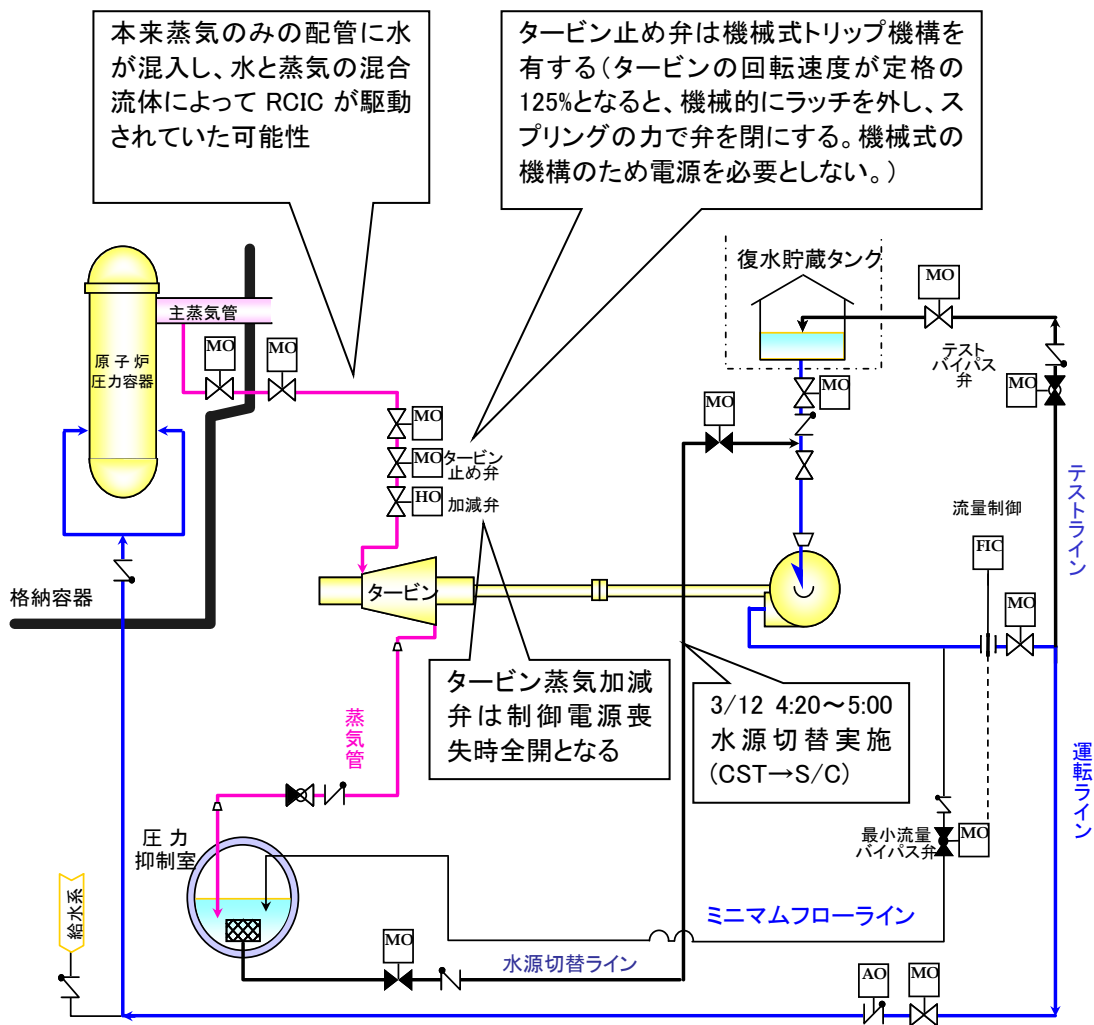 本来蒸気のみの配管に水
が混入し、水と蒸気の混合
流体によって RCIC が駆動
されていた可能性
タービン止め弁は機械式トリップ機構を
有する(タービンの回転速度が定格の
125%となると、機械的にラッチを外し、ス
プリングの力で弁を閉にする。機械式の
機構のため電源を必要としない。)
復水貯蔵タンク
MO
主蒸気管
原子炉
圧力容器
MO
MO
テスト
バイパス
弁
MO
MO
MO
MO
MO
タービン
止め弁
HO
加減弁
テストライン
流量制御
FIC
格納容器
タービン
MO
タービン蒸気加減
弁は制御電源喪
失時全開となる
3/12 4:20~5:00
水源切替実施
(CST→S/C)
蒸気管
運転ライン
圧力
抑制室
最小流量
バイパス弁
MO
給水系
ミニマムフローライン
MO
水源切替ライン
AO
MO